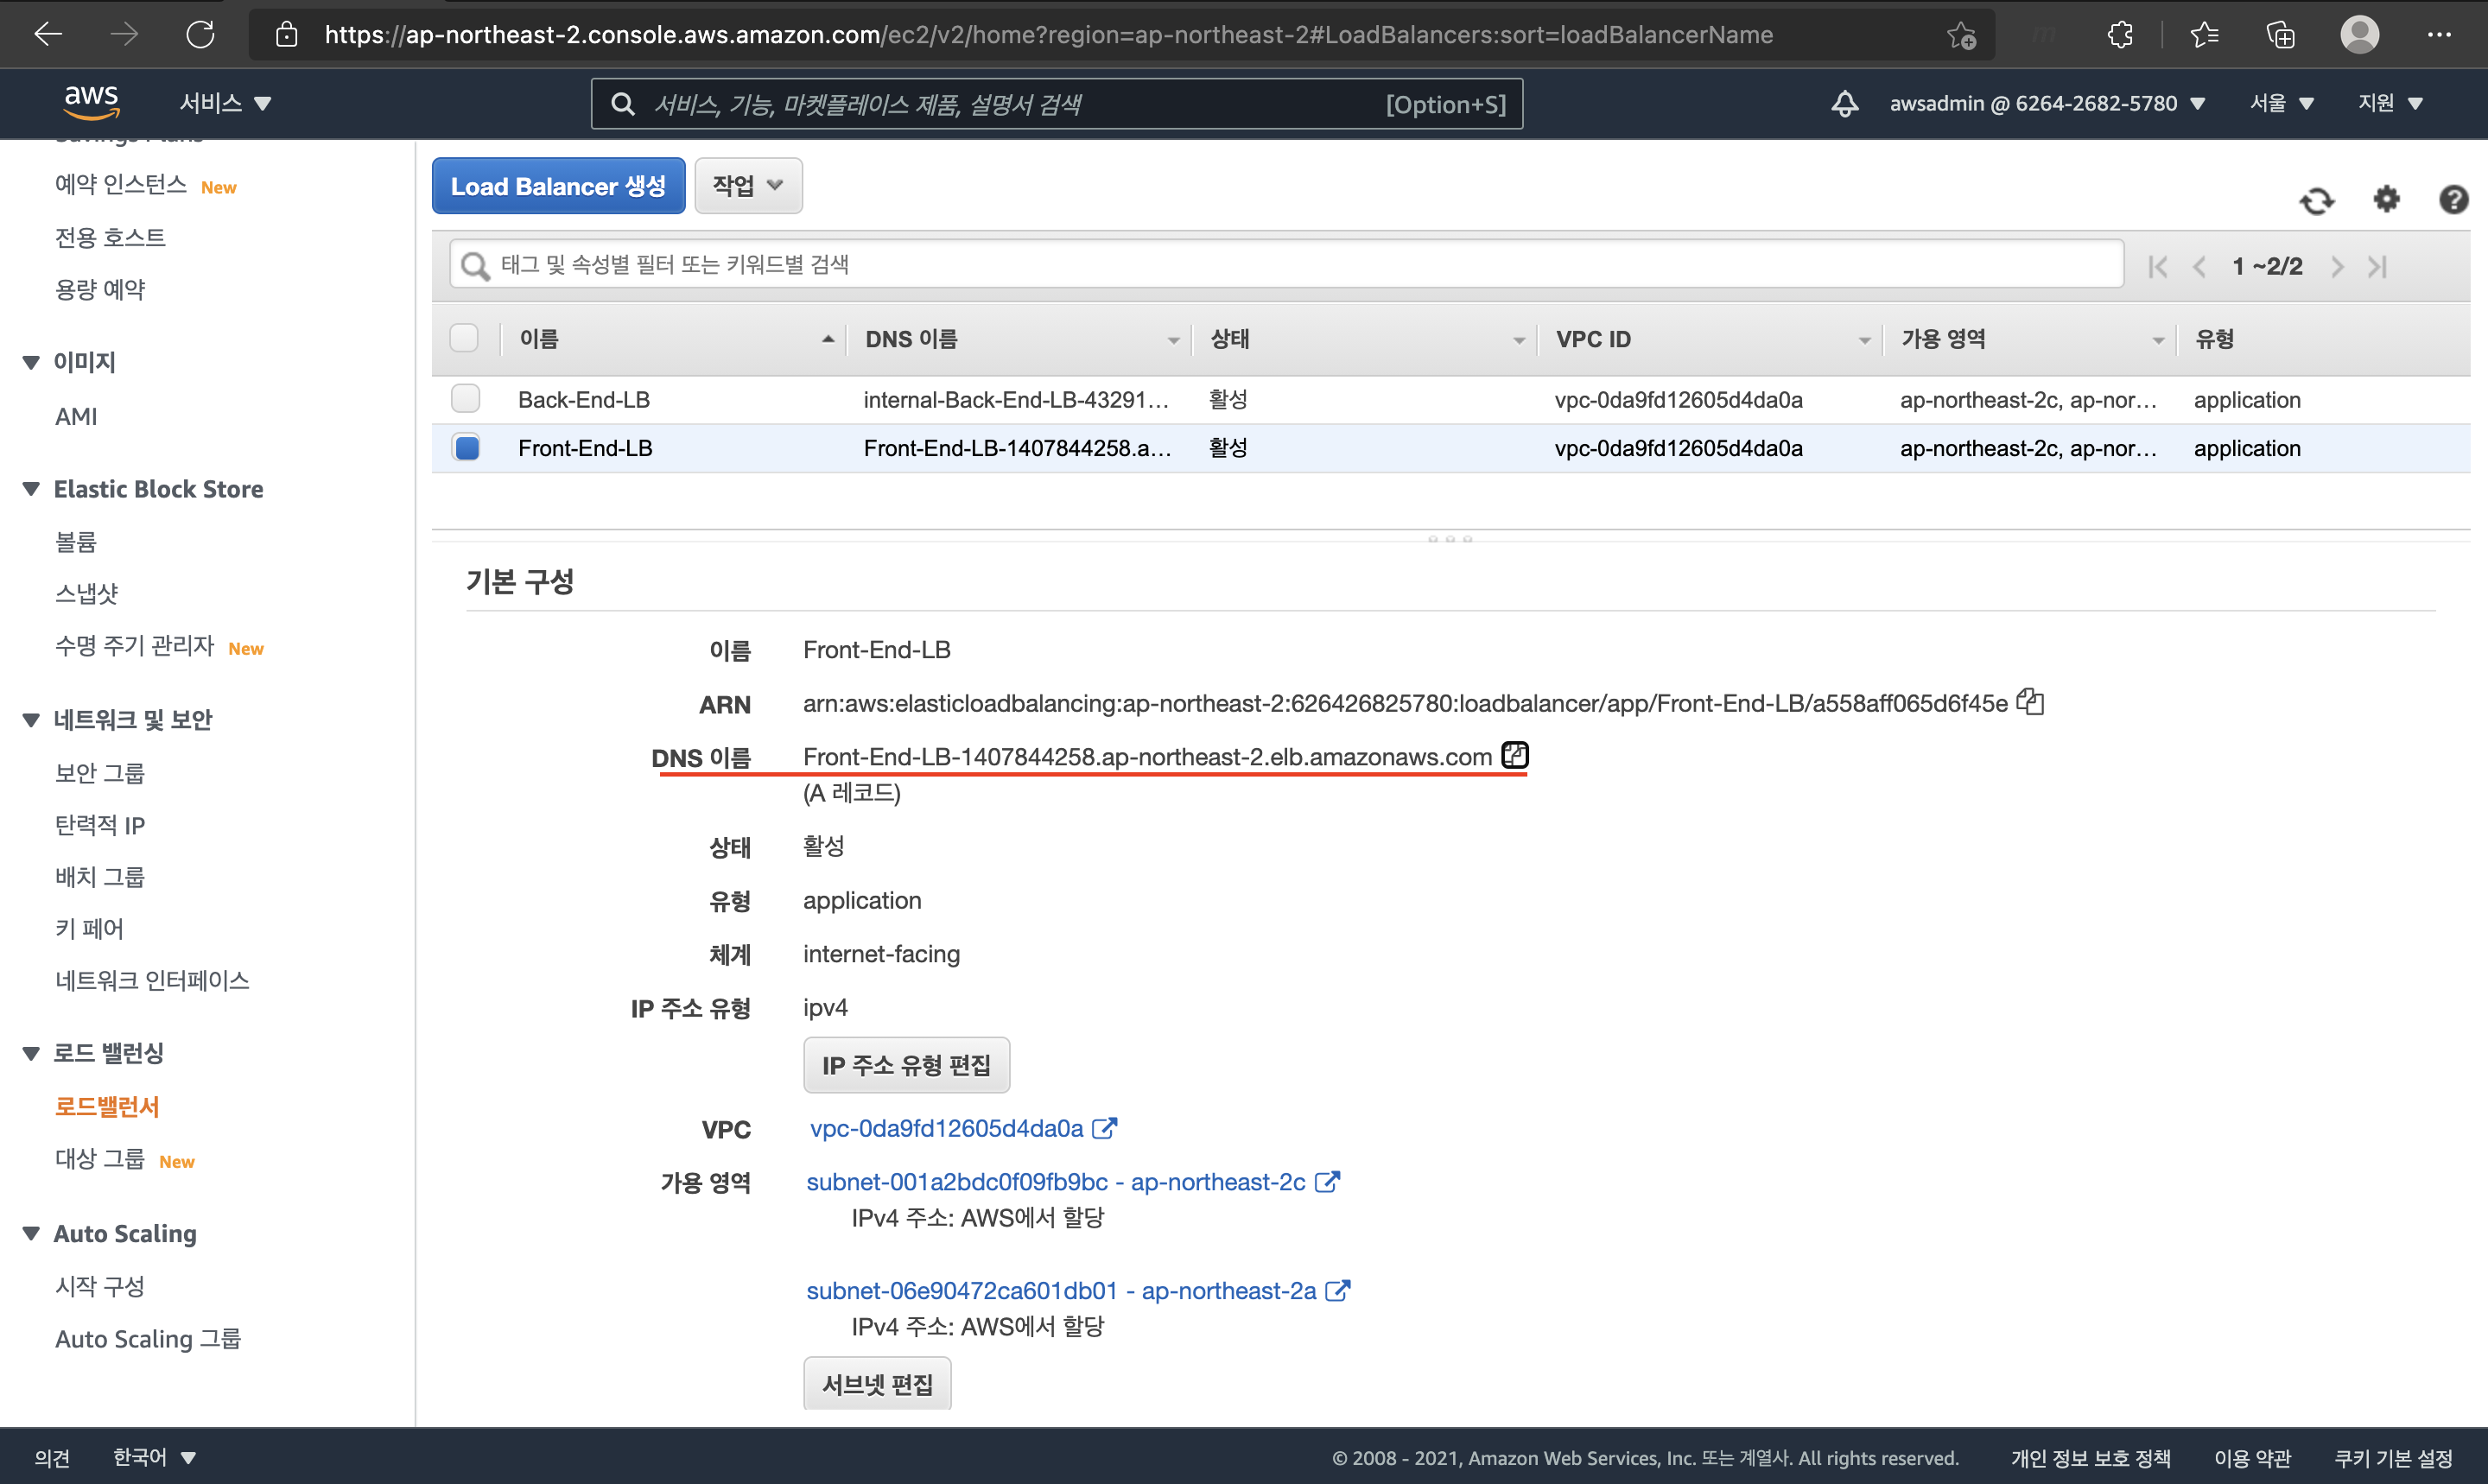 https://ap-northeast-2.console.aws.amazon.com/ec2/v2/home?region=ap-northeast-2#LoadBalancers:sort=loadBalancerName
aws 서비스 서비스, 기능, 마켓플레이스 제품, 설명서 검색 [Option+S] awsadmin @ 6264-2682-5780 서울 지원
Savings Plans
예약 인스턴스 New
전용 호스트
용량 예약
이미지
AMI
Elastic Block Store
볼륨
스냅샷
수명 주기 관리자 New
네트워크 및 보안
보안 그룹
탄력적 IP
배치 그룹
키 페어
네트워크 인터페이스
로드 밸런싱
로드밸런서
대상 그룹 New
Auto Scaling
시작 구성
Auto Scaling 그룹
Load Balancer 생성 작업
태그 및 속성별 필터 또는 키워드별 검색 1 ~2/2
이름 DNS 이름 상태 VPC ID 가용 영역 유형
Back-End-LB internal-Back-End-LB-43291... 활성 vpc-0da9fd12605d4da0a ap-northeast-2c, ap-nor... application
Front-End-LB Front-End-LB-1407844258.a... 활성 vpc-0da9fd12605d4da0a ap-northeast-2c, ap-nor... application
기본 구성
이름 Front-End-LB
ARN arn:aws:elasticloadbalancing:ap-northeast-2:626426825780:loadbalancer/app/Front-End-LB/a558aff065d6f45e
DNS 이름 Front-End-LB-1407844258.ap-northeast-2.elb.amazonaws.com
(A 레코드)
상태 활성
유형 application
체계 internet-facing
IP 주소 유형 ipv4
IP 주소 유형 편집
VPC vpc-0da9fd12605d4da0a
가용 영역 subnet-001a2bdc0f09fb9bc - ap-northeast-2c
IPv4 주소: AWS에서 할당
subnet-06e90472ca601db01 - ap-northeast-2a
IPv4 주소: AWS에서 할당
서브넷 편집
의견 한국어 © 2008 - 2021, Amazon Web Services, Inc. 또는 계열사. All rights reserved. 개인 정보 보호 정책 이용 약관 쿠키 기본 설정